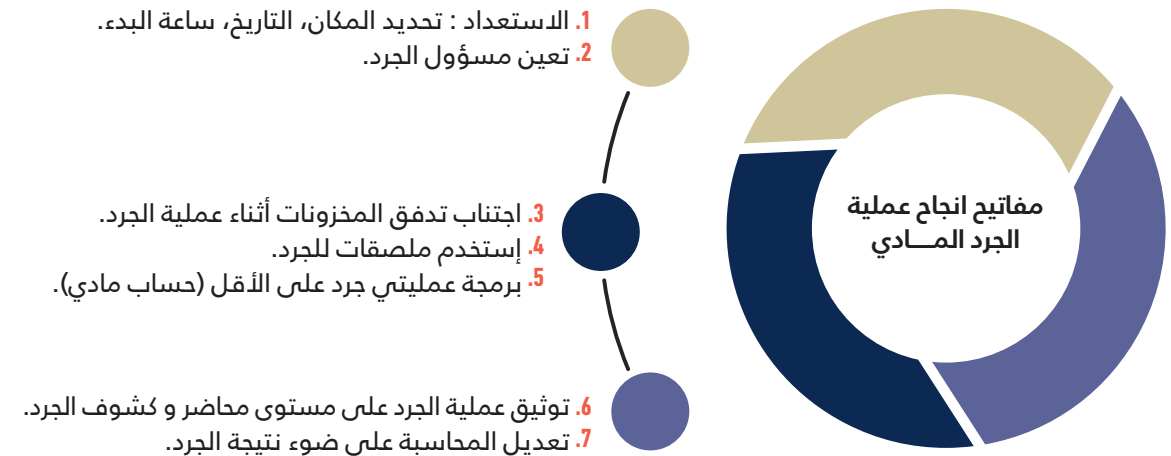 1. الاستعداد : تحديد المكان، التاريخ، ساعة البدء.
2. تعين مسؤول الجرد.
3. اجتناب تدفق المخزونات أثناء عملية الجرد.
4. إستخدم ملصقات للجرد.
5. برمجة عمليتي جرد على الأقل (حساب مادي).
6. توثيق عملية الجرد على مستوى محاضر و كشوف الجرد.
7. تعديل المحاسبة على ضوء نتيجة الجرد.
مفاتيح انجاح عملية
الجرد المــــادي